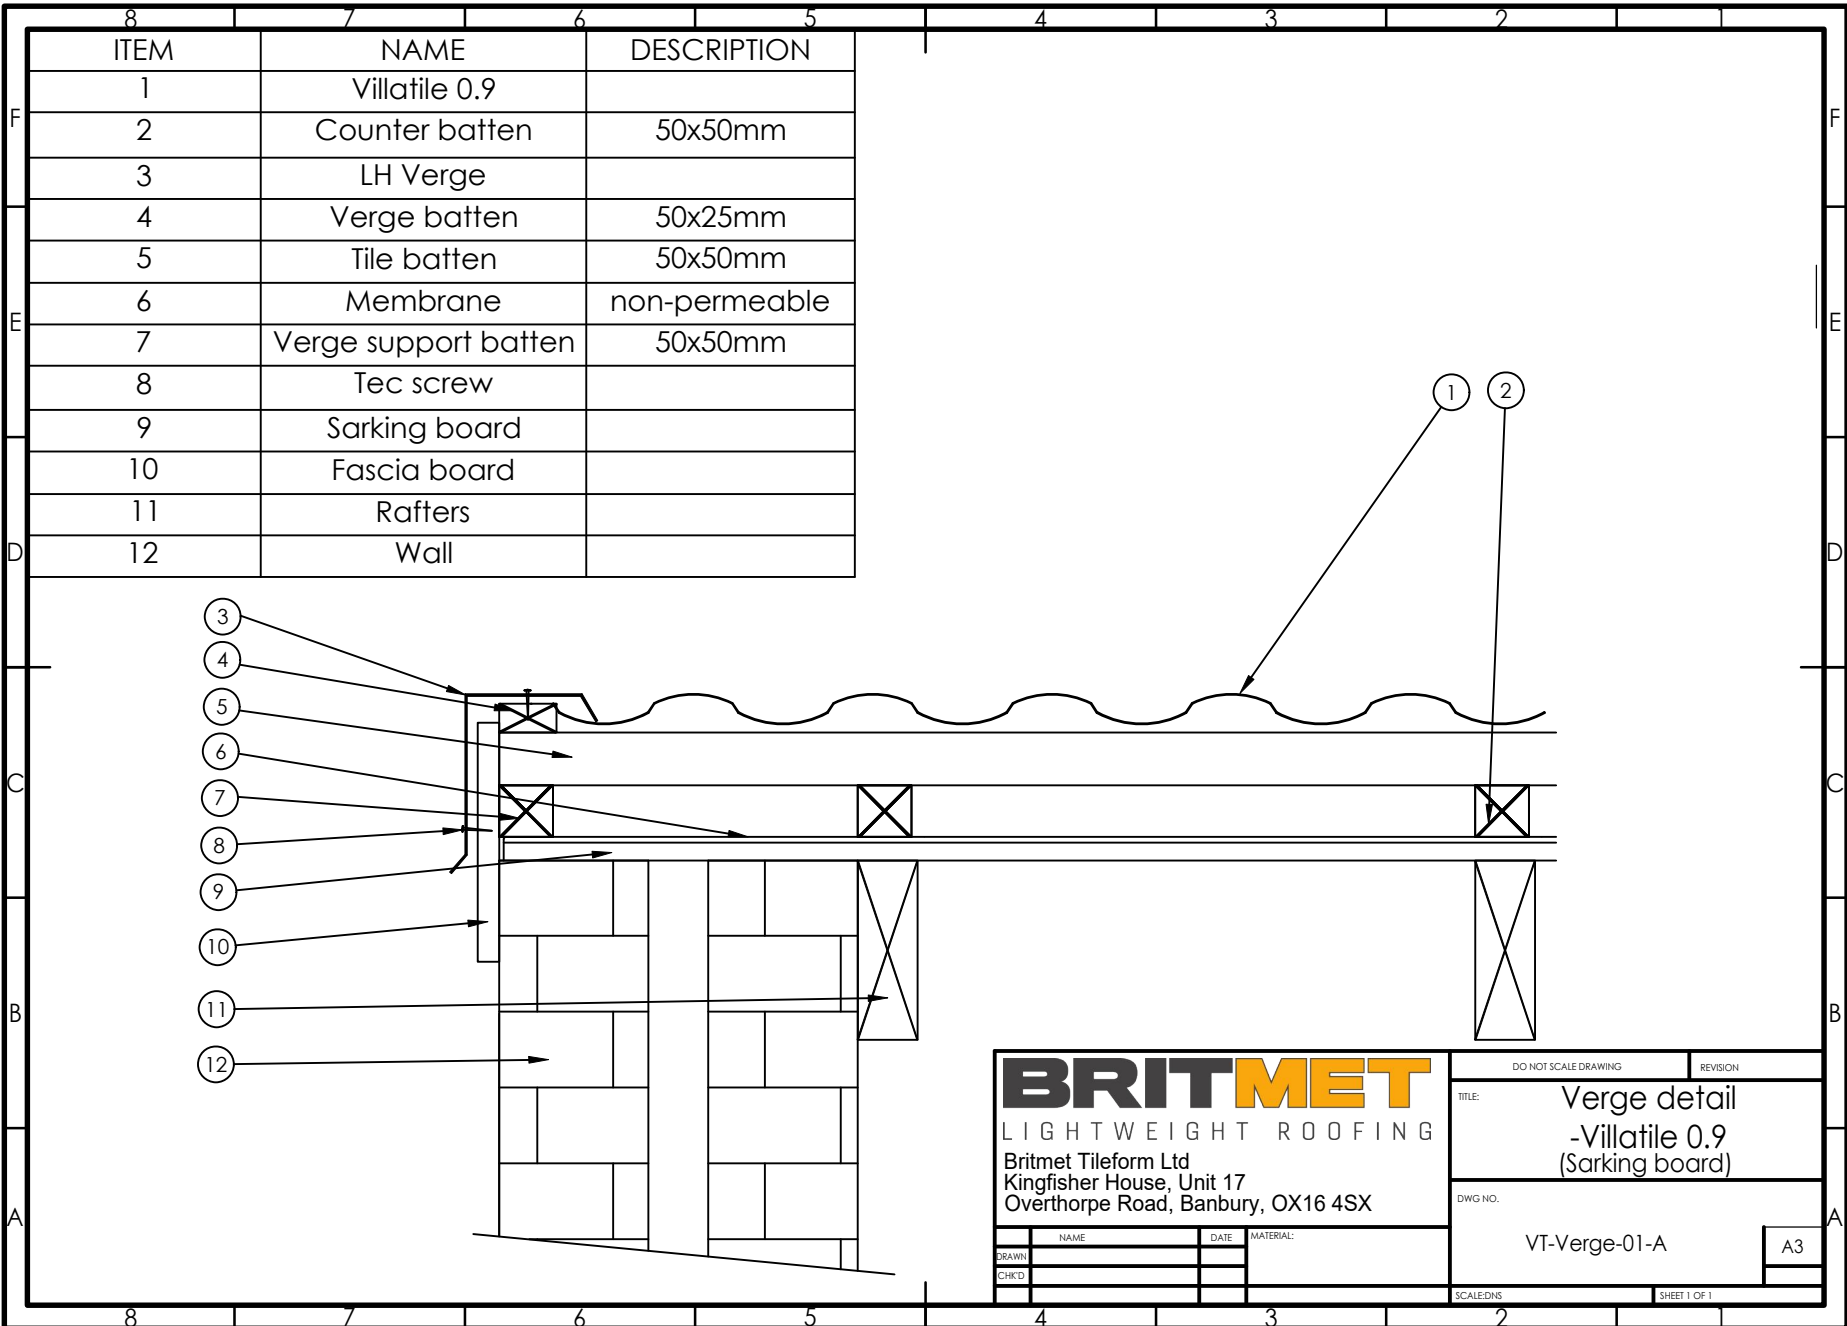 8 7 6 5 4 3 2 1
ITEM NAME DESCRIPTION
1 Villatile 0.9
2 Counter batten 50x50mm
3 LH Verge
4 Verge batten 50x25mm
5 Tile batten 50x50mm
6 Membrane non-permeable
7 Verge support batten 50x50mm
8 Tec screw
9 Sarking board
10 Fascia board
11 Rafters
12 Wall
F F
E E
D D
C C
B B
A A
1 2
3
4
5
6
7
8
9
10
11
12
BRITMET
LIGHTWEIGHT ROOFING
Britmet Tileform Ltd
Kingfisher House, Unit 17
Overthorpe Road, Banbury, OX16 4SX
NAME DATE MATERIAL:
DRAWN
CHK'D
DO NOT SCALE DRAWING REVISION
TITLE: Verge detail
-Villatile 0.9
(Sarking board)
DWG NO.
VT-Verge-01-A A3
SCALE:DNS SHEET 1 OF 1
8 7 6 5 4 3 2 1